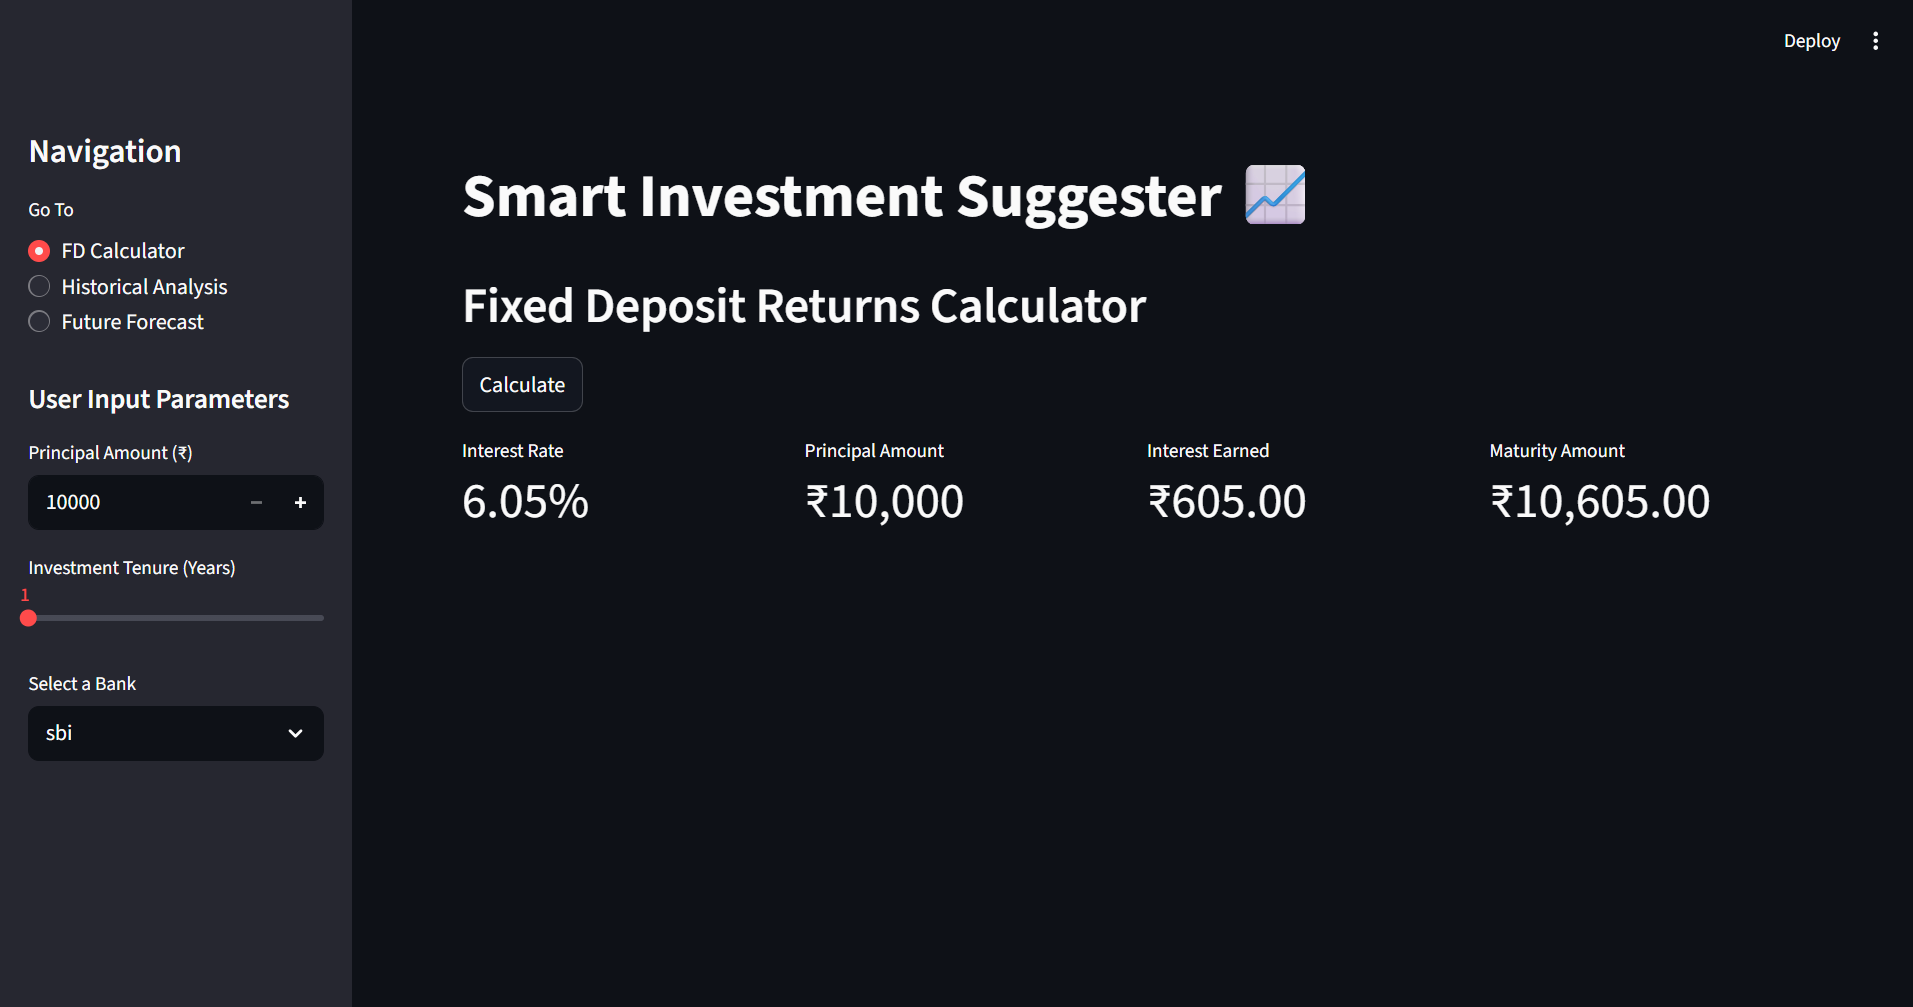 Deploy
Navigation
Go To
FD Calculator
Historical Analysis
Future Forecast
User Input Parameters
Principal Amount (₹)
10000
Investment Tenure (Years)
1
Select a Bank
sbi
Smart Investment Suggester
Fixed Deposit Returns Calculator
Calculate
Interest Rate
6.05%
Principal Amount
₹10,000
Interest Earned
₹605.00
Maturity Amount
₹10,605.00